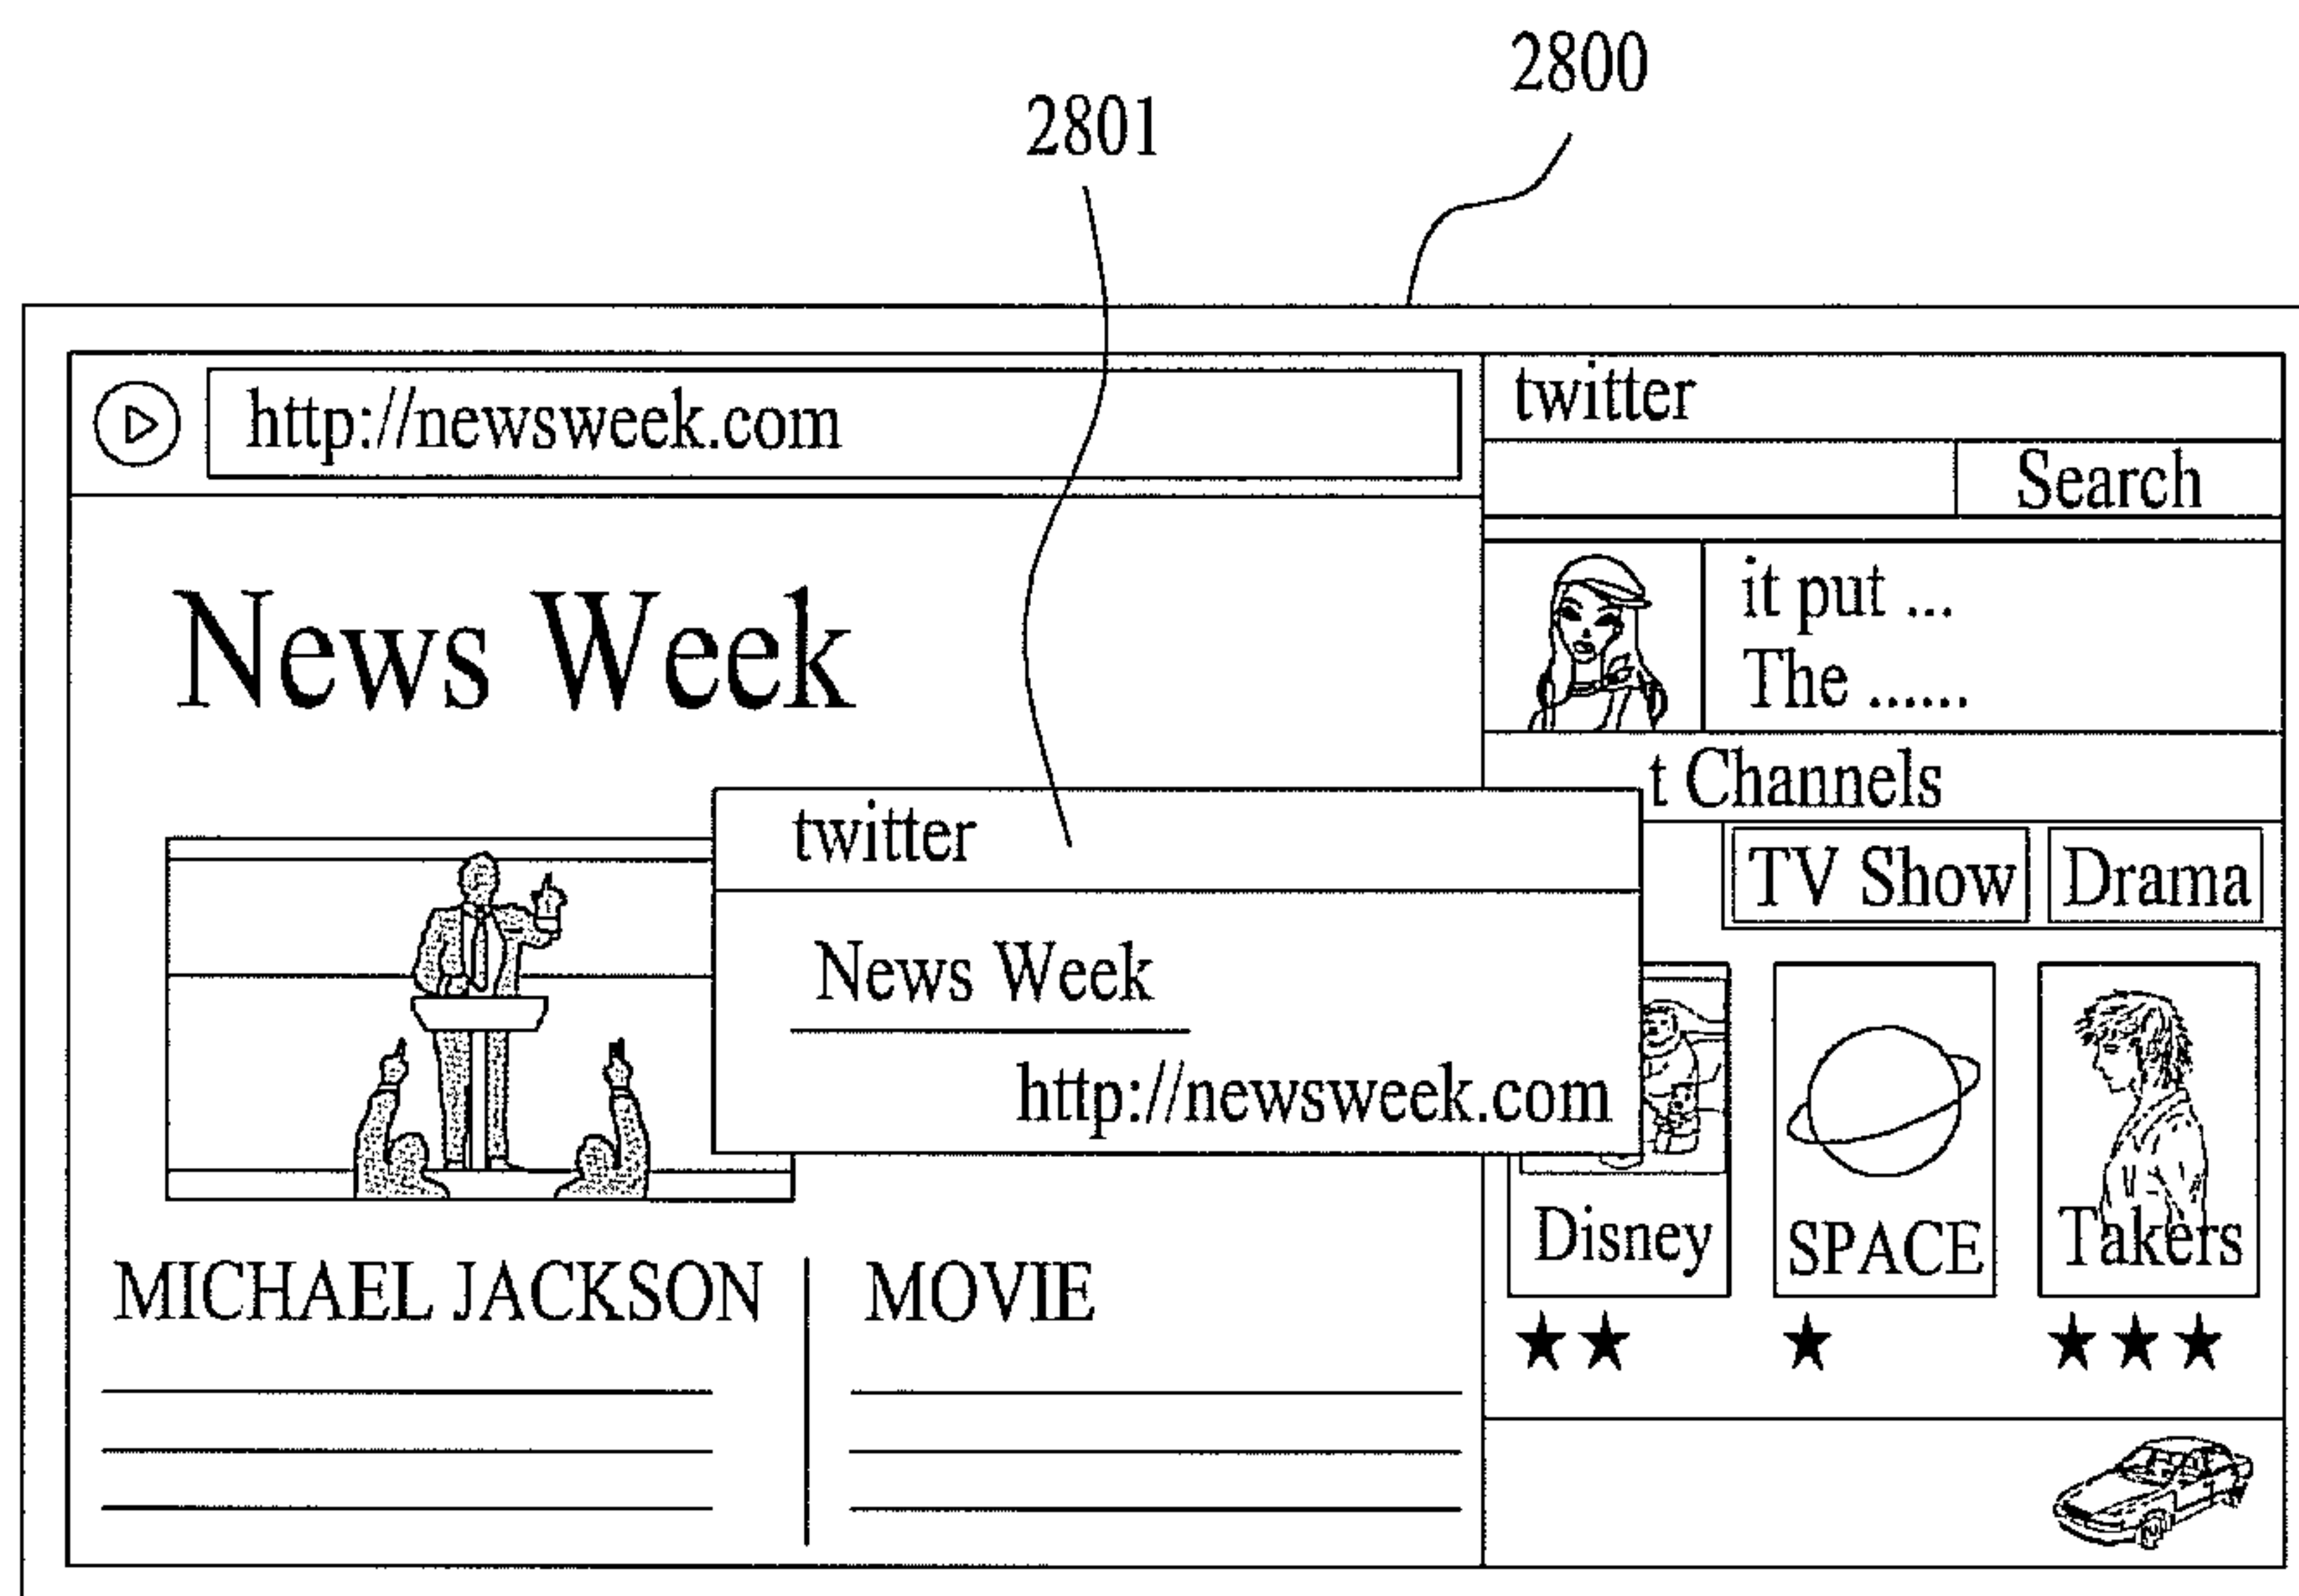 2800
2801
http://newsweek.com
News Week
twitter
News Week
http://newsweek.com
MICHAEL JACKSON
MOVIE
twitter
Search
it put ...
The ......
t Channels
TV Show
Drama
Disney
SPACE
Takers